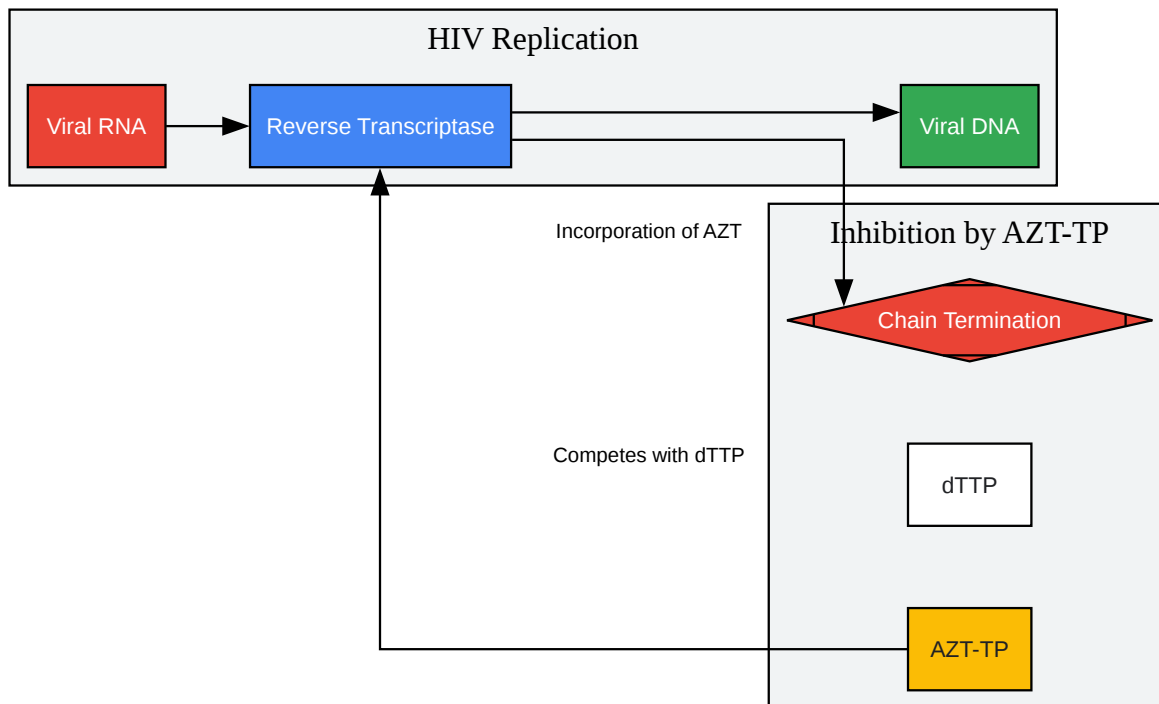 HIV Replication
Viral RNA
Reverse Transcriptase
Viral DNA
Incorporation of AZT
Inhibition by AZT-TP
Chain Termination
Competes with dTTP
dTTP
AZT-TP